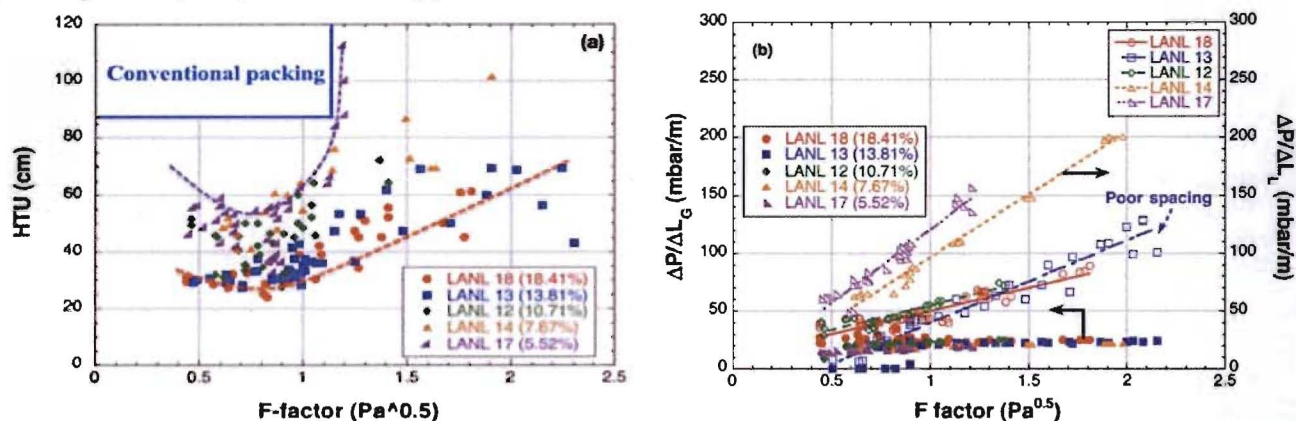 120
100
80
60
40
20
0
HTU (cm)
(a)
Conventional packing
LANL 18 (18.41%)
LANL 13 (13.81%)
LANL 12 (10.71%)
LANL 14 (7.67%)
LANL 17 (5.52%)
0
0.5
1
1.5
2
2.5
F-factor (Pa^0.5)
300
250
200
150
100
50
0
ΔP/ΔL_G (mbar/m)
(b)
LANL 18
LANL 13
LANL 12
LANL 14
LANL 17
LANL 18 (18.41%)
LANL 13 (13.81%)
LANL 12 (10.71%)
LANL 14 (7.67%)
LANL 17 (5.52%)
Poor spacing
300
250
200
150
100
50
0
ΔP/ΔL_L (mbar/m)
0
0.5
1
1.5
2
2.5
F factor (Pa^0.5)